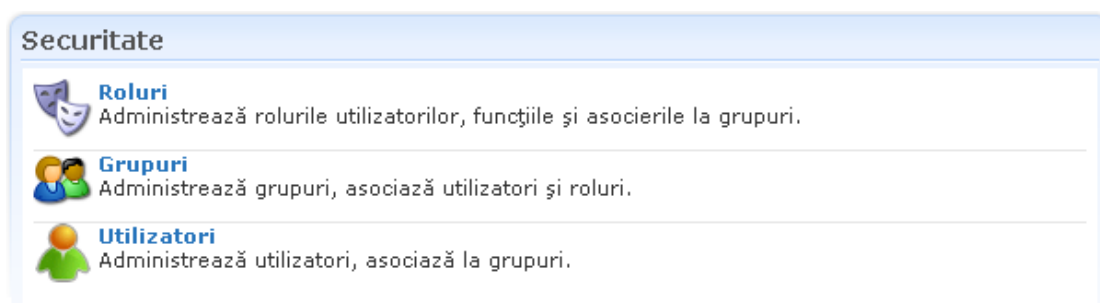 Securitate
Roluri
Administrează rolurile utilizatorilor, funcţiile şi asocierile la grupuri.
Grupuri
Administrează grupuri, asociază utilizatori şi roluri.
Utilizatori
Administrează utilizatori, asociază la grupuri.